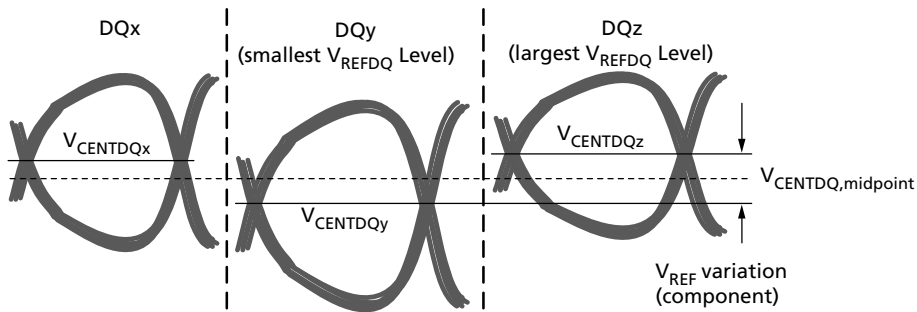 DQx
DQy
(smallest VREFDQ Level)
DQz
(largest VREFDQ Level)
VCENTDQx
VCENTDQy
VCENTDQz
VCENTDQ,midpoint
VREF variation
(component)